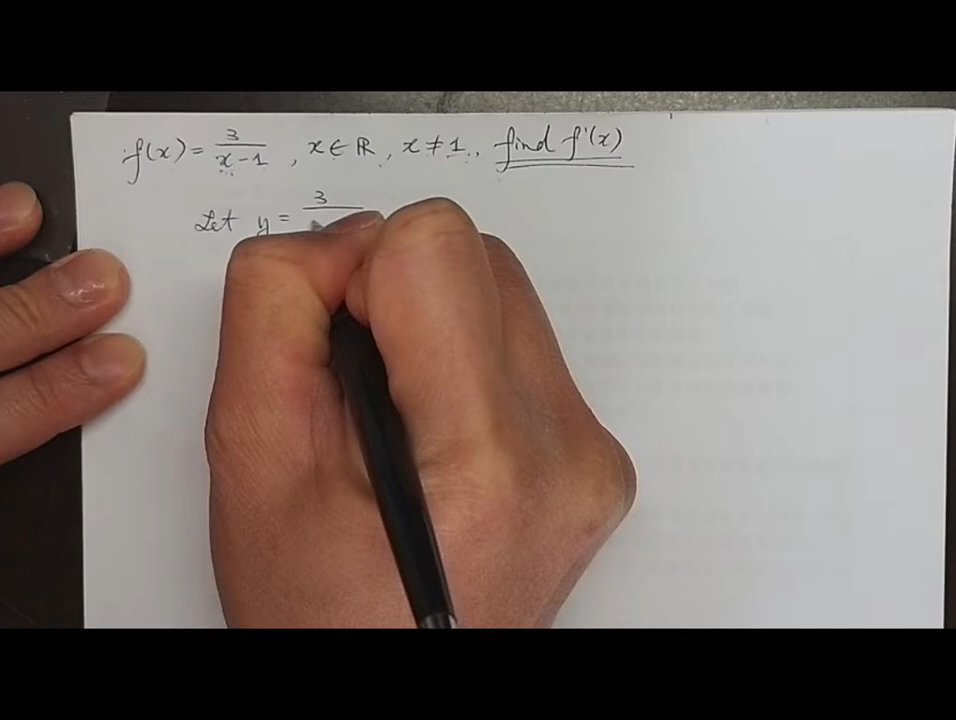 f(x) = 3/(x-1) , x ∈ ℝ , x ≠ 1 , find f'(x)
Let y = 3